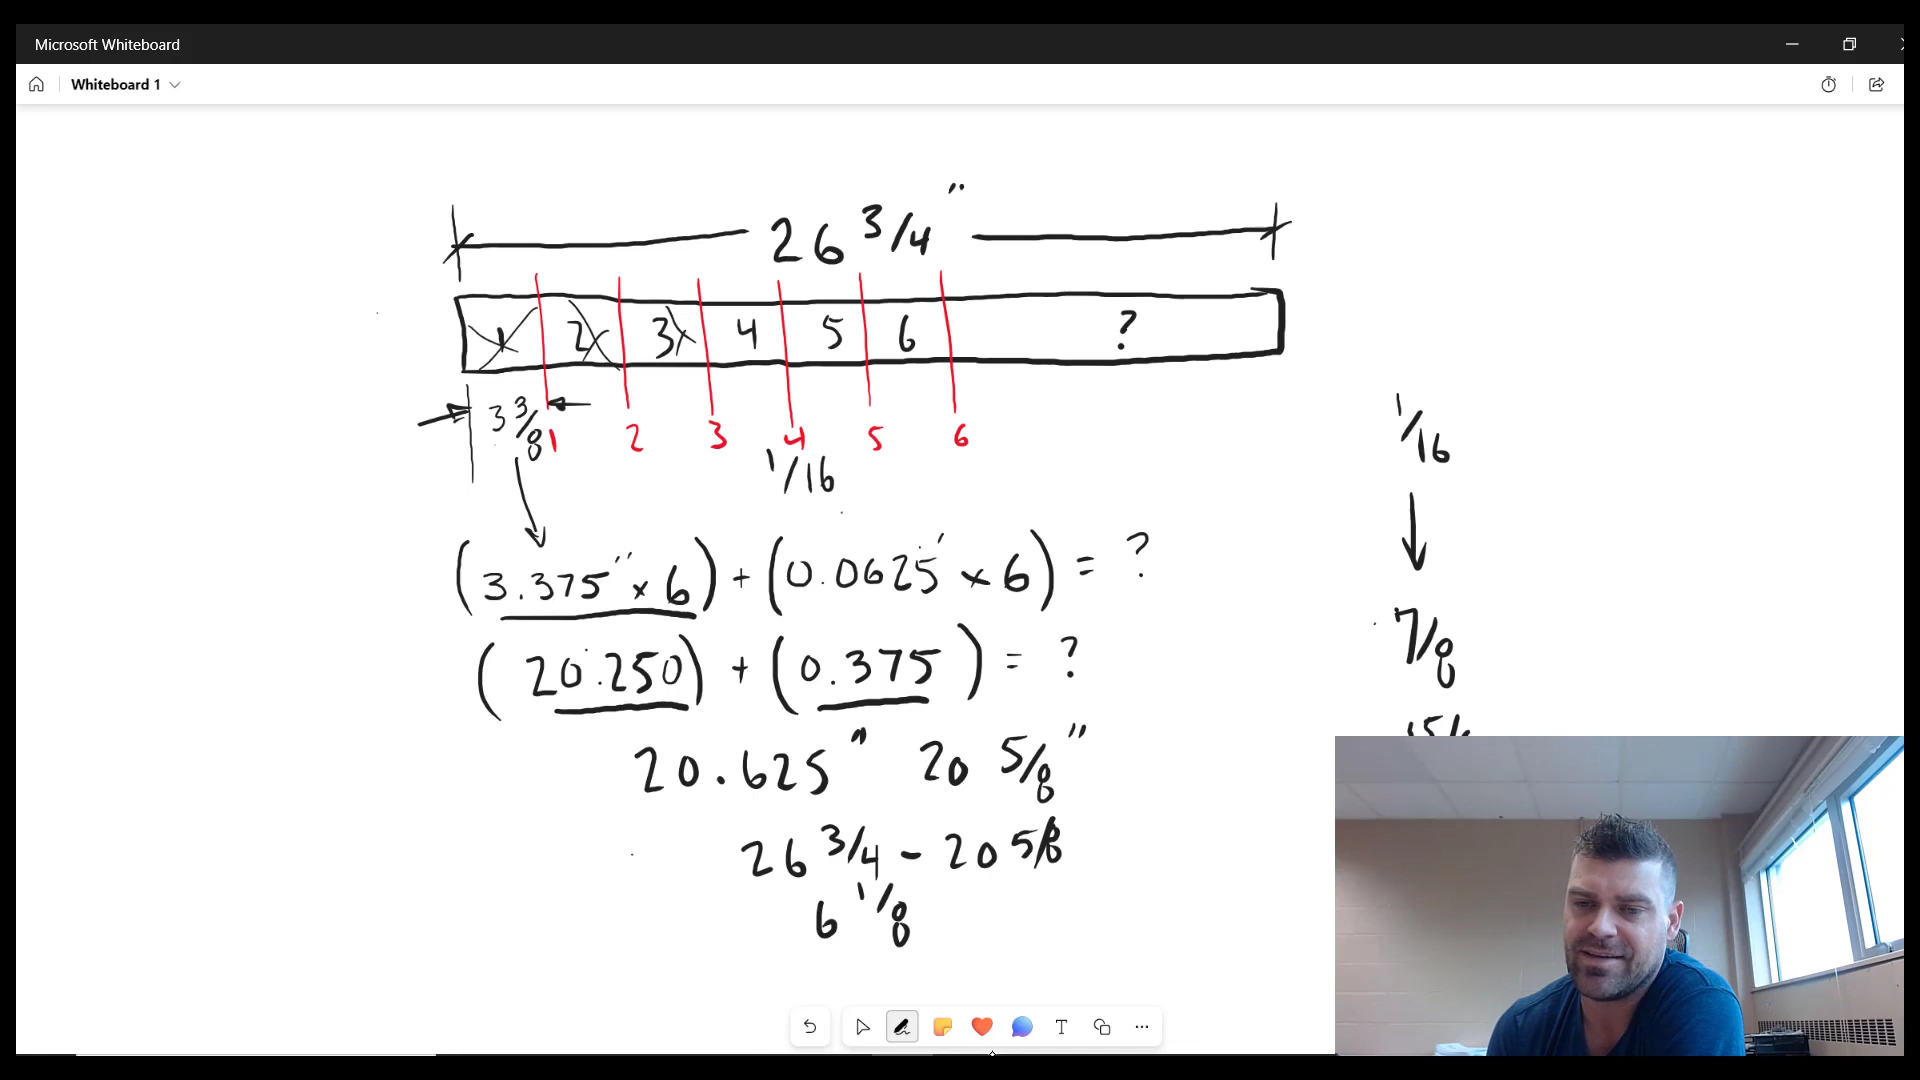 Microsoft Whiteboard
Whiteboard 1
26 3/4"
1 2 3 4 5 6 ?
3 3/8
1 2 3 4 5 6
1/16
1/16
(3.375" x 6) + (0.0625' x 6) = ?
(20.250) + (0.375) = ?
7/8
20.625" 20 5/8"
26 3/4 - 20 5/8
6 1/8
T